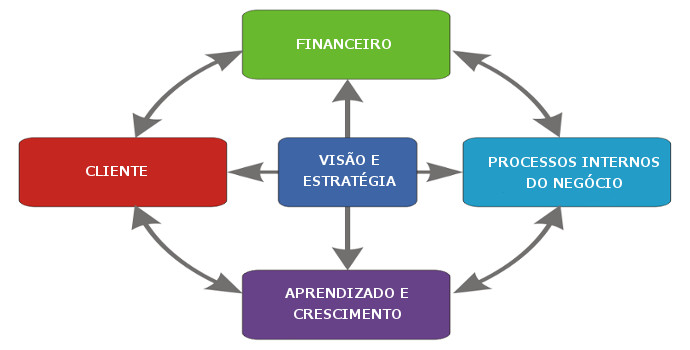 FINANCEIRO
CLIENTE
VISÃO E
ESTRATÉGIA
PROCESSOS INTERNOS
DO NEGÓCIO
APRENDIZADO E
CRESCIMENTO